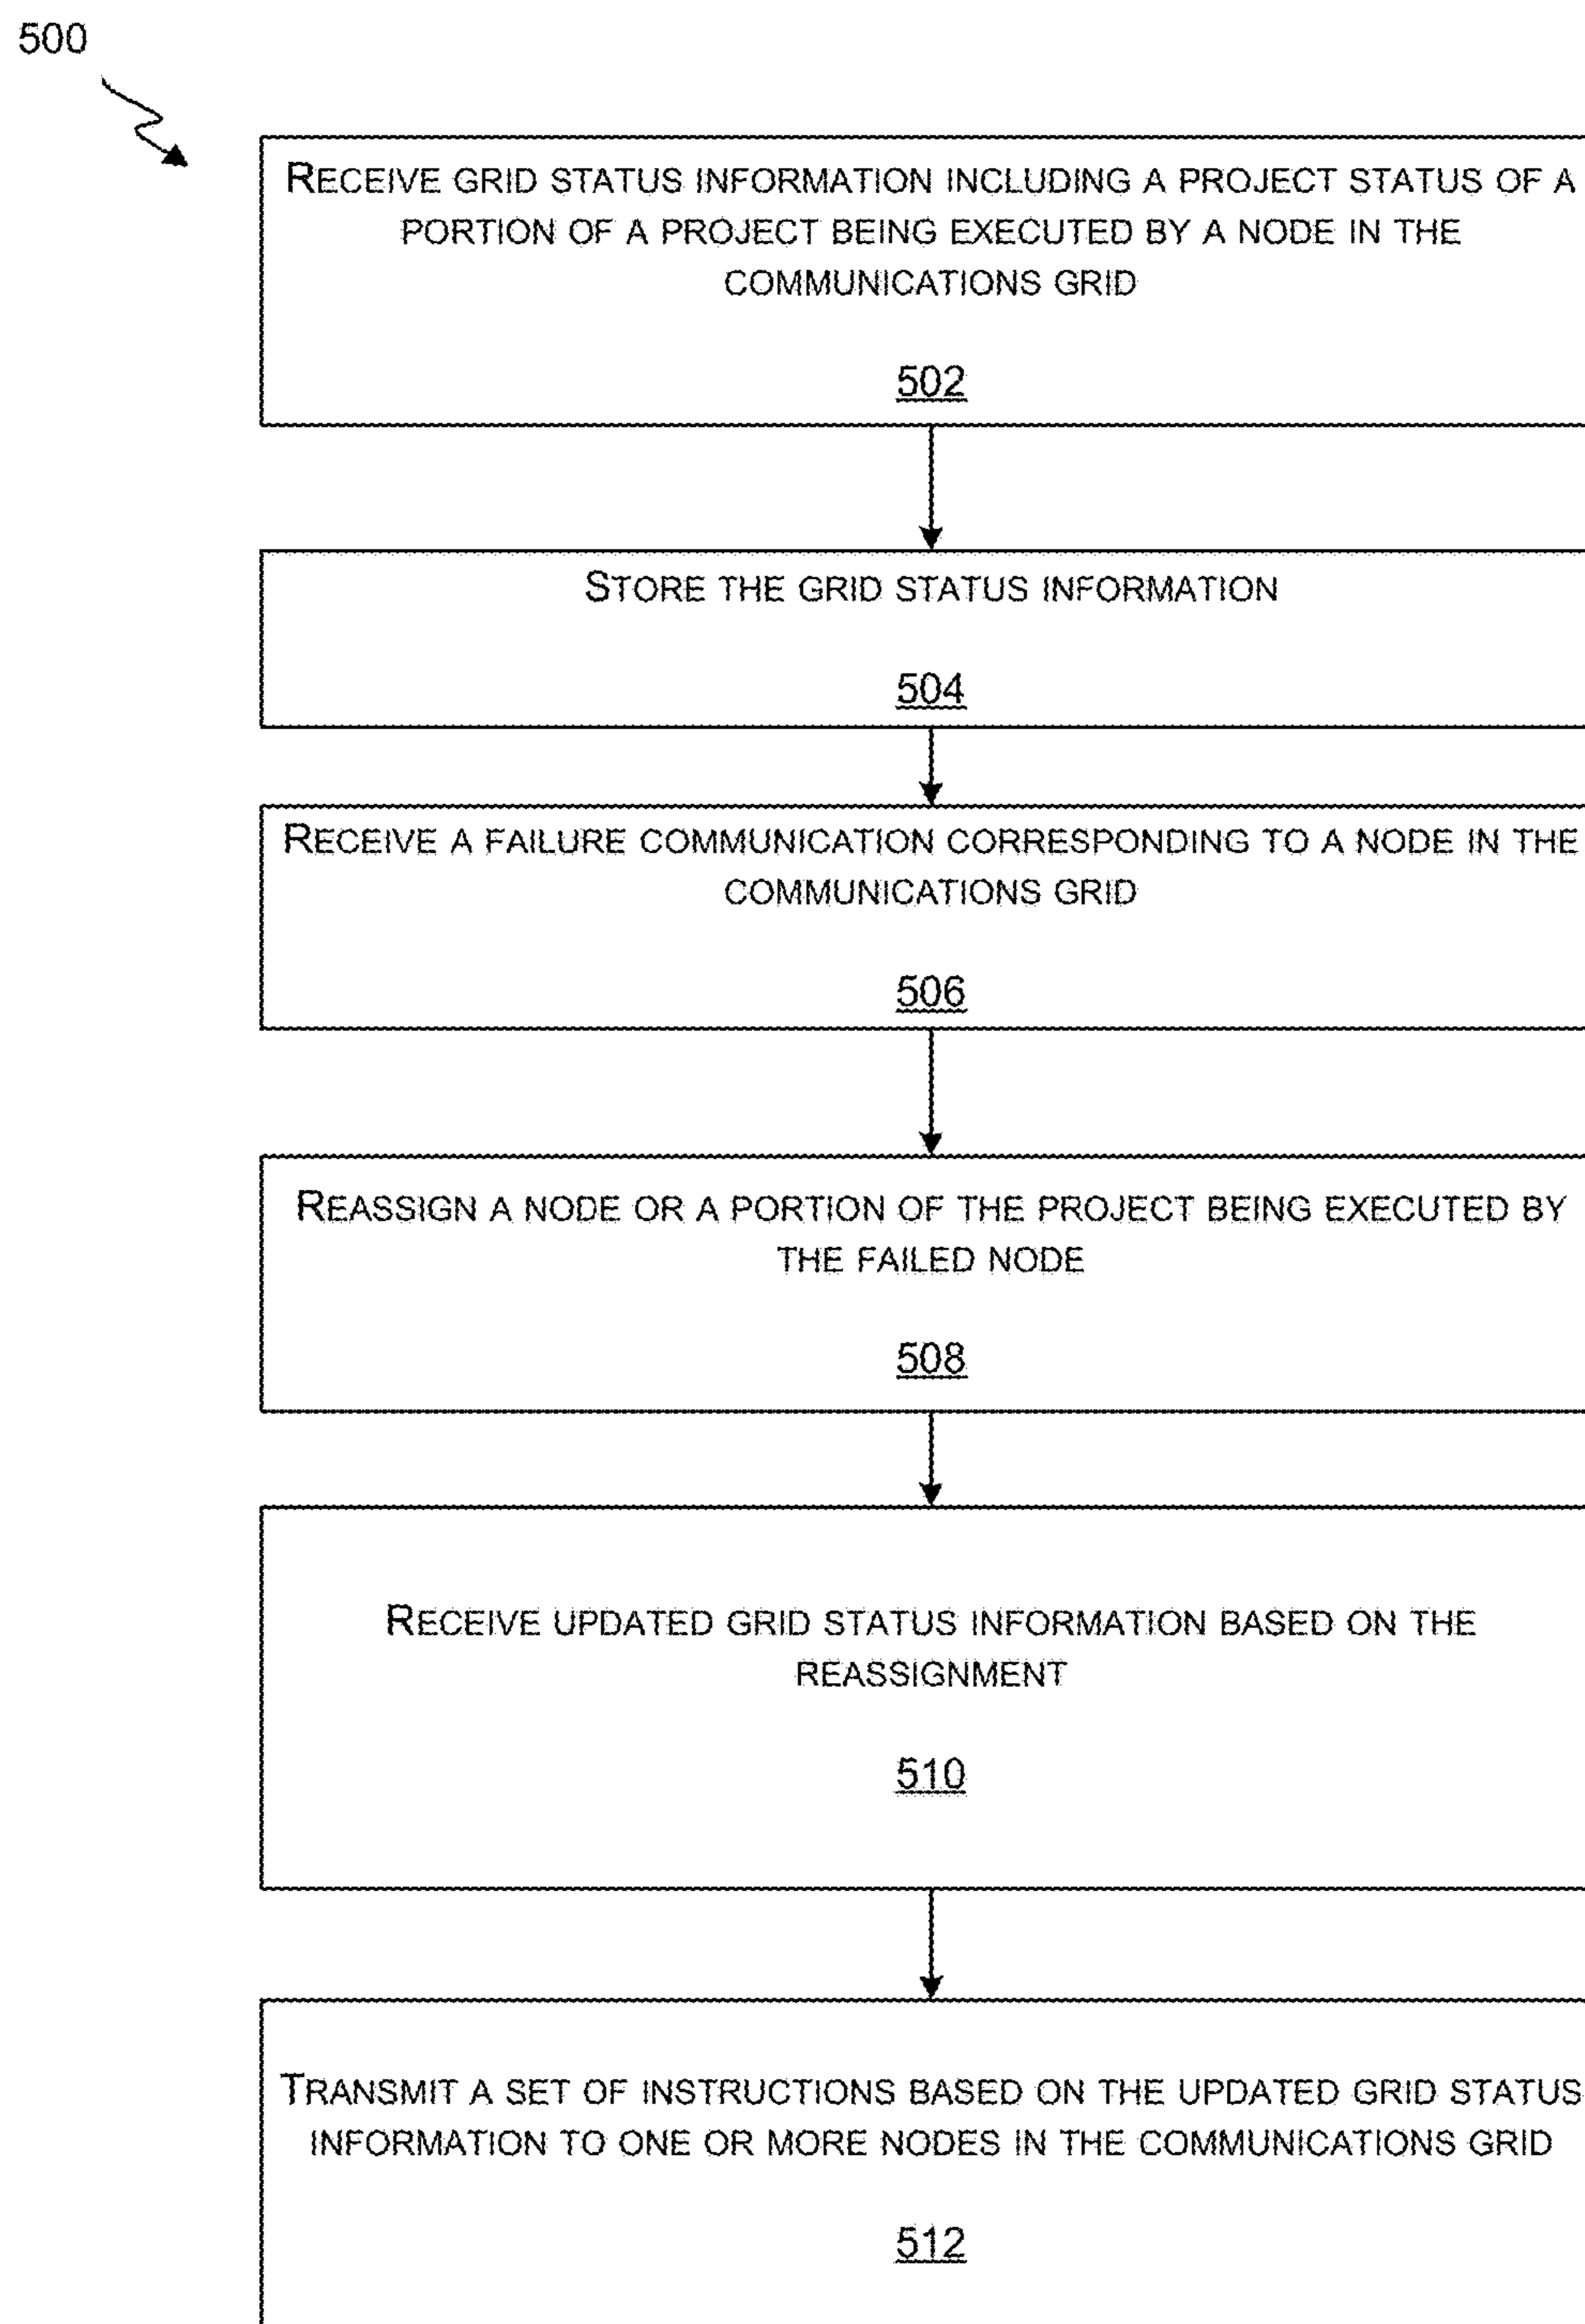 500
RECEIVE GRID STATUS INFORMATION INCLUDING A PROJECT STATUS OF A
PORTION OF A PROJECT BEING EXECUTED BY A NODE IN THE
COMMUNICATIONS GRID
502
STORE THE GRID STATUS INFORMATION
504
RECEIVE A FAILURE COMMUNICATION CORRESPONDING TO A NODE IN THE
COMMUNICATIONS GRID
506
REASSIGN A NODE OR A PORTION OF THE PROJECT BEING EXECUTED BY
THE FAILED NODE
508
RECEIVE UPDATED GRID STATUS INFORMATION BASED ON THE
REASSIGNMENT
510
TRANSMIT A SET OF INSTRUCTIONS BASED ON THE UPDATED GRID STATUS
INFORMATION TO ONE OR MORE NODES IN THE COMMUNICATIONS GRID
512